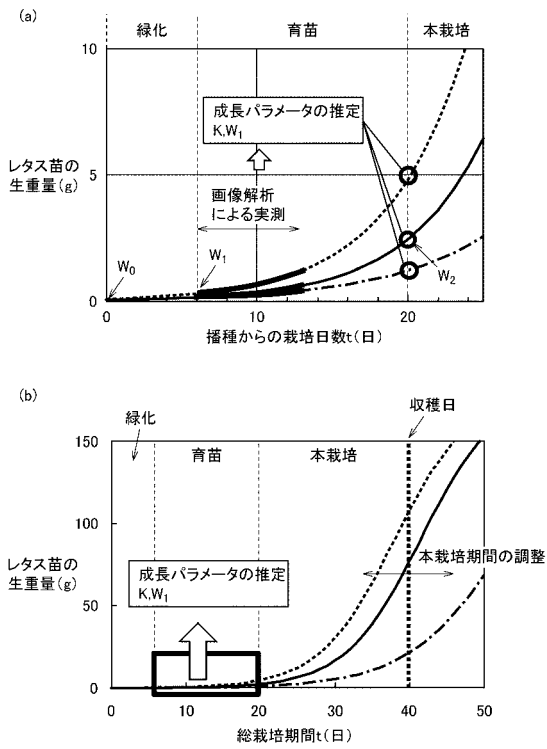 (a)
緑化 育苗 本栽培
10
成長パラメータの推定
K,W1
レタス苗の
生重量(g)
5
画像解析
による実測
W0
W1
W2
0
0 10 20
播種からの栽培日数t(日)
(b)
緑化
収穫日
150
育苗 本栽培
100
レタス苗の
生重量(g)
成長パラメータの推定
K,W1
本栽培期間の調整
50
0
0 10 20 30 40 50
総栽培期間t(日)